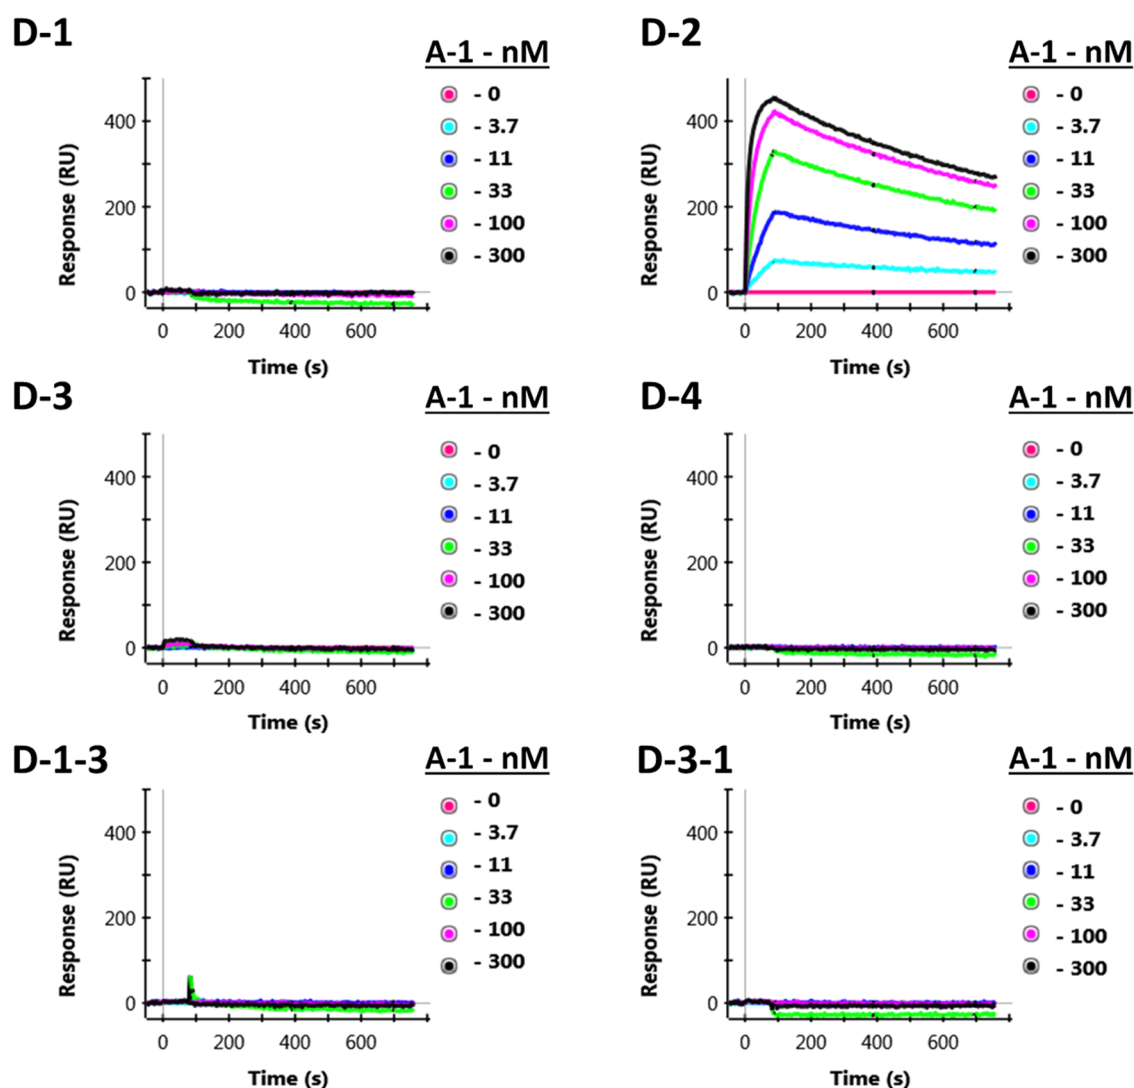 D-1
A-1 - nM
- 0
- 3.7
- 11
- 33
- 100
- 300
400
200
0
Response (RU)
0 200 400 600
Time (s)
D-2
A-1 - nM
- 0
- 3.7
- 11
- 33
- 100
- 300
400
200
0
Response (RU)
0 200 400 600
Time (s)
D-3
A-1 - nM
- 0
- 3.7
- 11
- 33
- 100
- 300
400
200
0
Response (RU)
0 200 400 600
Time (s)
D-4
A-1 - nM
- 0
- 3.7
- 11
- 33
- 100
- 300
400
200
0
Response (RU)
0 200 400 600
Time (s)
D-1-3
A-1 - nM
- 0
- 3.7
- 11
- 33
- 100
- 300
400
200
0
Response (RU)
0 200 400 600
Time (s)
D-3-1
A-1 - nM
- 0
- 3.7
- 11
- 33
- 100
- 300
400
200
0
Response (RU)
0 200 400 600
Time (s)